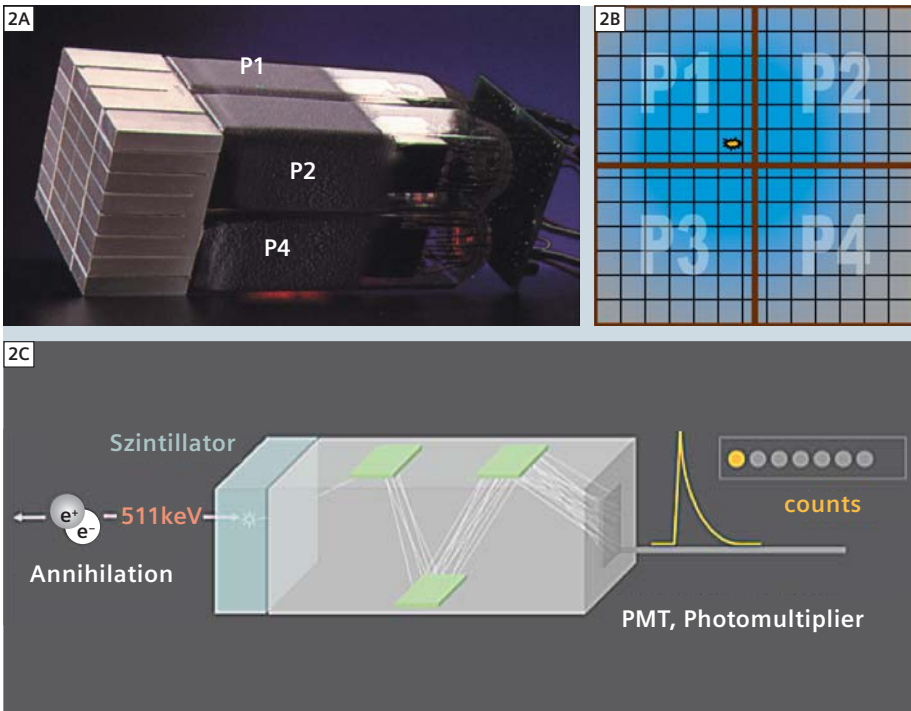 2A
P1
P2
P4
2B
P1
P2
P3
P4
2C
Szintillator
e+
e−
511keV
Annihilation
counts
PMT, Photomultiplier